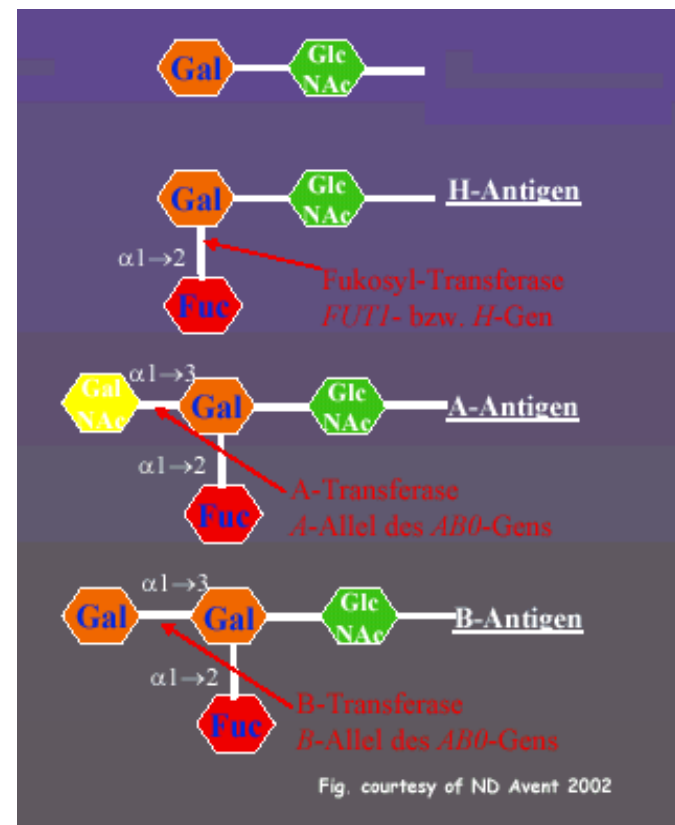 Gal
Glc
NAc
Gal
Glc
NAc
H-Antigen
α1→2
Fukosyl-Transferase
FUT1- bzw. H-Gen
Fuc
α1→3
Gal
NAc
Gal
Glc
NAc
A-Antigen
α1→2
A-Transferase
A-Allel des AB0-Gens
Fuc
α1→3
Gal
Gal
Glc
NAc
B-Antigen
α1→2
B-Transferase
B-Allel des AB0-Gens
Fuc
Fig. courtesy of ND Avent 2002